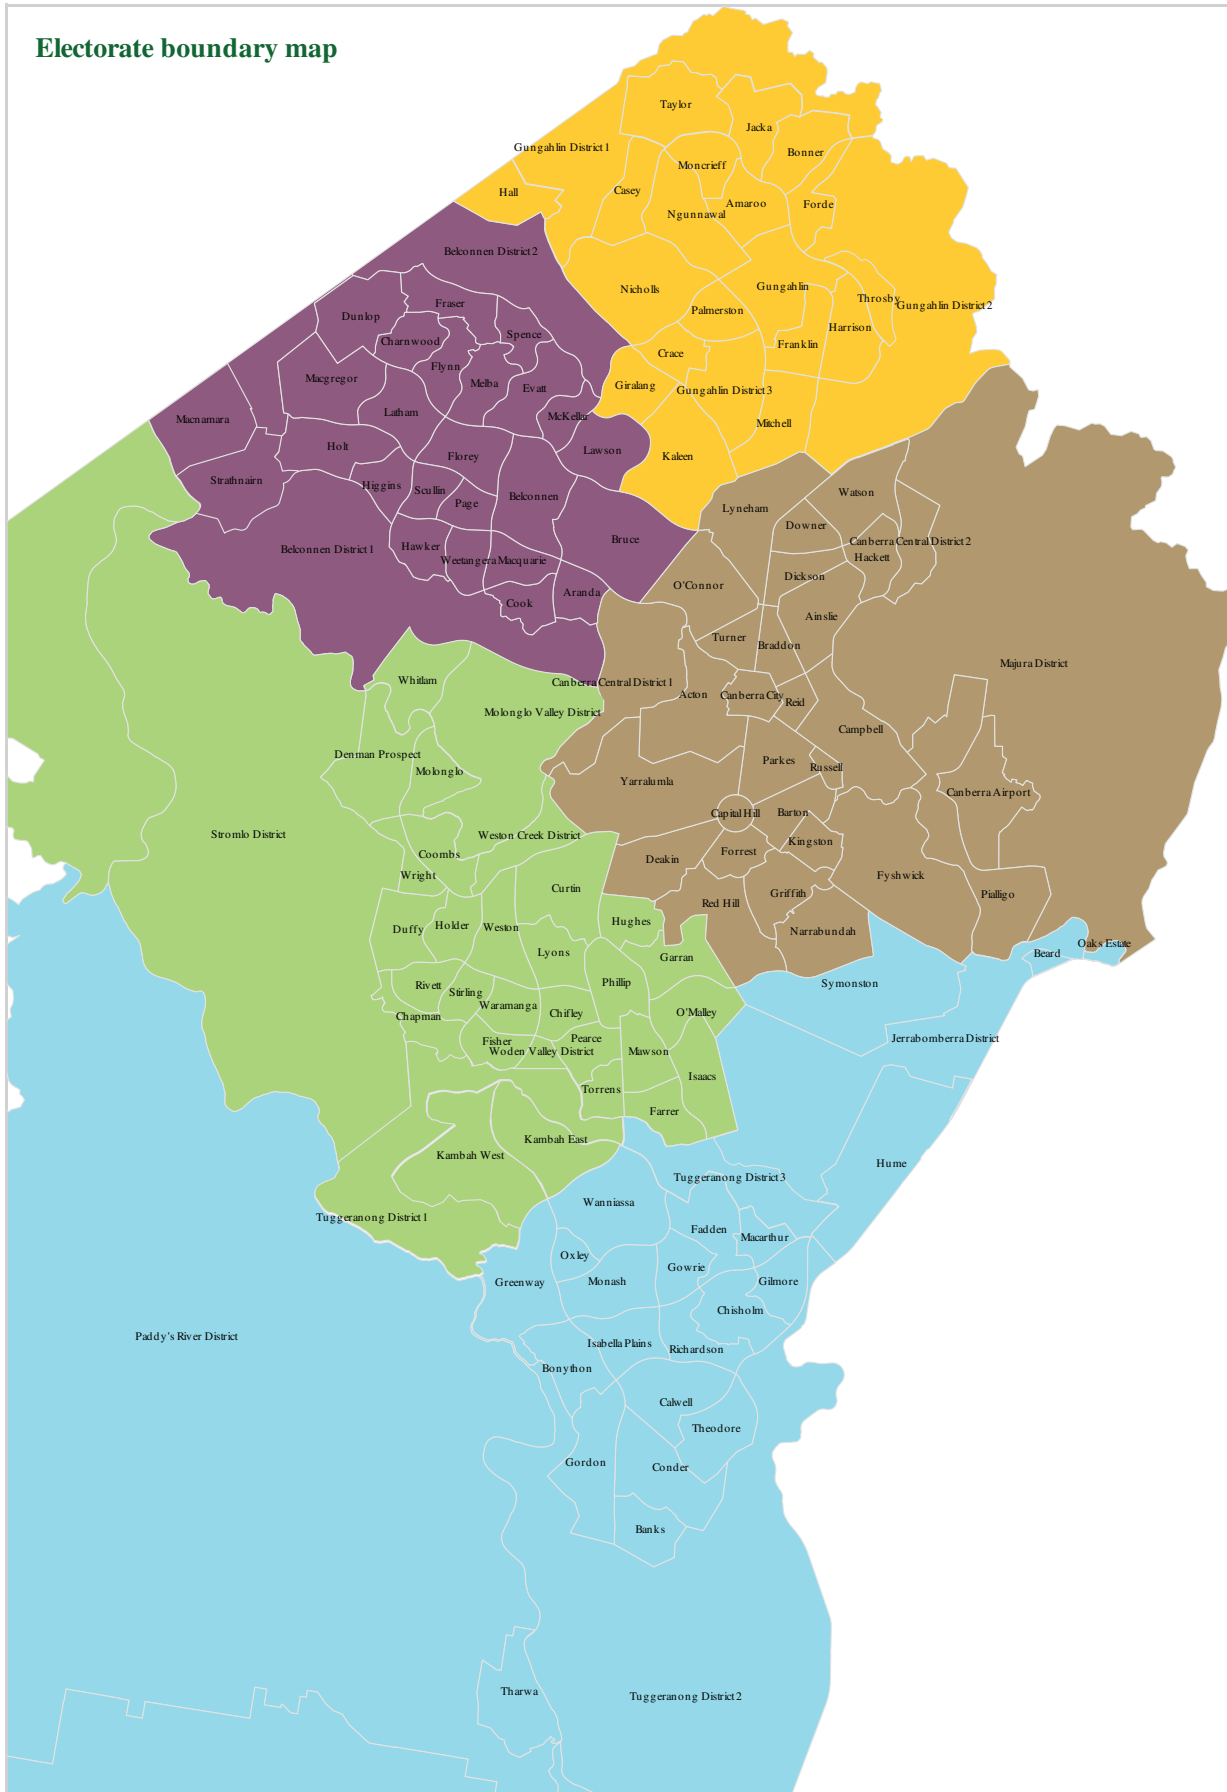 Electorate boundary map
Taylor
Jacka
Gungahlin District 1
Bonner
Moncrieff
Hall
Casey
Amaroo
Forde
Ngunnawal
Belconnen District 2
Nicholls
Gungahlin
Throsby
Gungahlin District 2
Fraser
Palmerston
Dunlop
Harrison
Spence
Charnwood
Franklin
Crace
Flynn
Macgregor
Melba
Evatt
Giralang
Gungahlin District 3
Latham
McKellar
Macnamara
Mitchell
Holt
Lawson
Florey
Kaleen
Strathnairn
Higgins
Scullin
Watson
Page
Belconnen
Lyneham
Downer
Bruce
Canberra Central District 2
Belconnen District 1
Hawker
Hackett
Weetangera
Macquarie
Dickson
O'Connor
Aranda
Cook
Ainslie
Turner
Braddon
Majura District
Whitlam
Canberra Central District 1
Acton
Canberra City
Reid
Molonglo Valley District
Campbell
Denman Prospect
Parkes
Russell
Molonglo
Yarralumla
Canberra Airport
Capital Hill
Barton
Stromlo District
Weston Creek District
Kingston
Coombs
Forrest
Deakin
Wright
Fyshwick
Curtin
Griffith
Pialligo
Red Hill
Hughes
Holder
Weston
Duffy
Narrabundah
Oaks Estate
Lyons
Beard
Garran
Phillip
Symonston
Rivett
Stirling
Waramanga
Chifley
O'Malley
Chapman
Pearce
Jerrabomberra District
Fisher
Woden Valley District
Mawson
Isaacs
Torrens
Farrer
Kambah East
Kambah West
Hume
Tuggeranong District 3
Wanniassa
Tuggeranong District 1
Fadden
Macarthur
Oxley
Gowrie
Greenway
Monash
Gilmore
Chisholm
Paddy's River District
Isabella Plains
Richardson
Bonython
Calwell
Theodore
Gordon
Conder
Banks
Tharwa
Tuggeranong District 2